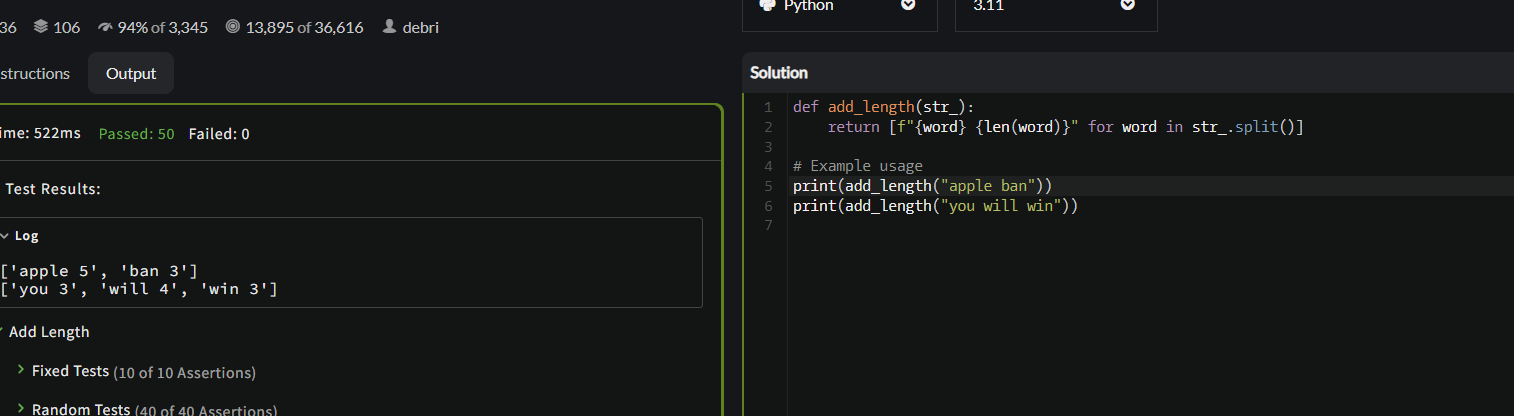 36 106 94% of 3,345 13,895 of 36,616 debri
structions Output
ime: 522ms Passed: 50 Failed: 0
Test Results:
Log
['apple 5', 'ban 3']
['you 3', 'will 4', 'win 3']
Add Length
Fixed Tests (10 of 10 Assertions)
Random Tests (40 of 40 Assertions)
Python 3.11
Solution
1 def add_length(str_):
2     return [f"{word} {len(word)}" for word in str_.split()]
3
4 # Example usage
5 print(add_length("apple ban"))
6 print(add_length("you will win"))
7